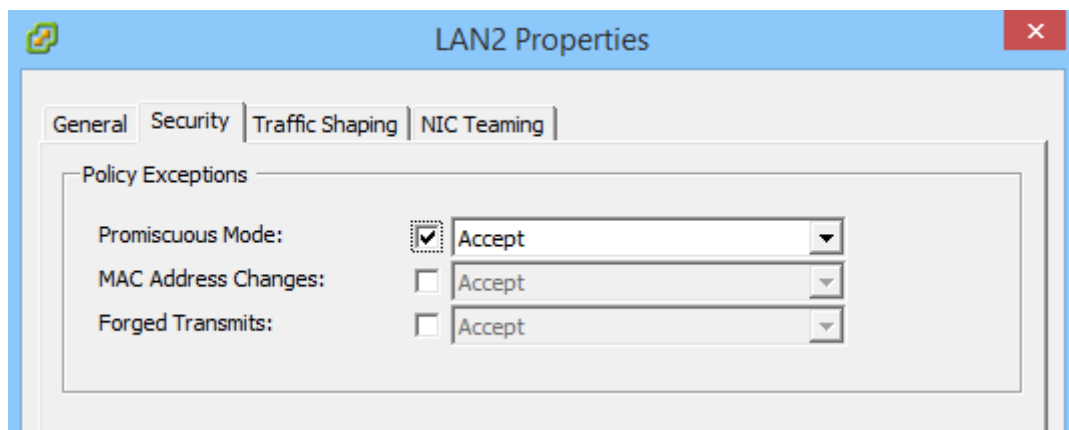 LAN2 Properties
General Security Traffic Shaping NIC Teaming
Policy Exceptions
Promiscuous Mode: Accept
MAC Address Changes: Accept
Forged Transmits: Accept